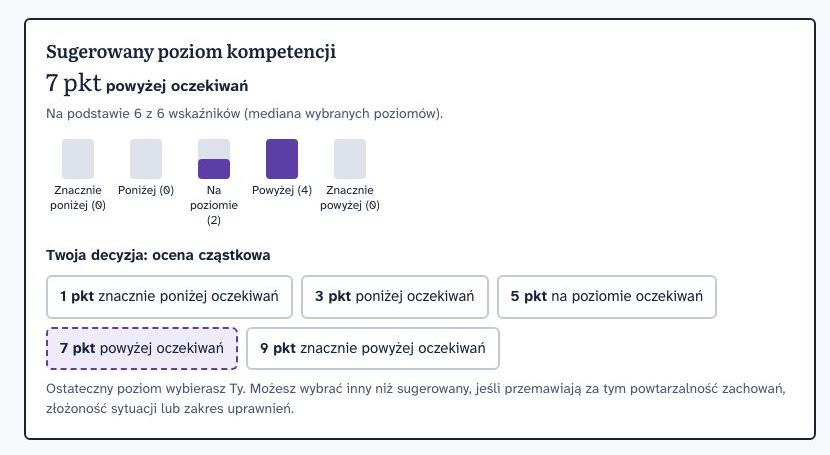 Sugerowany poziom kompetencji
7 pkt powyżej oczekiwań
Na podstawie 6 z 6 wskaźników (mediana wybranych poziomów).
Znacznie poniżej (0)
Poniżej (0)
Na poziomie (2)
Powyżej (4)
Znacznie powyżej (0)
Twoja decyzja: ocena cząstkowa
1 pkt znacznie poniżej oczekiwań
3 pkt poniżej oczekiwań
5 pkt na poziomie oczekiwań
7 pkt powyżej oczekiwań
9 pkt znacznie powyżej oczekiwań
Ostateczny poziom wybierasz Ty. Możesz wybrać inny niż sugerowany, jeśli przemawiają za tym powtarzalność zachowań,
złożoność sytuacji lub zakres uprawnień.